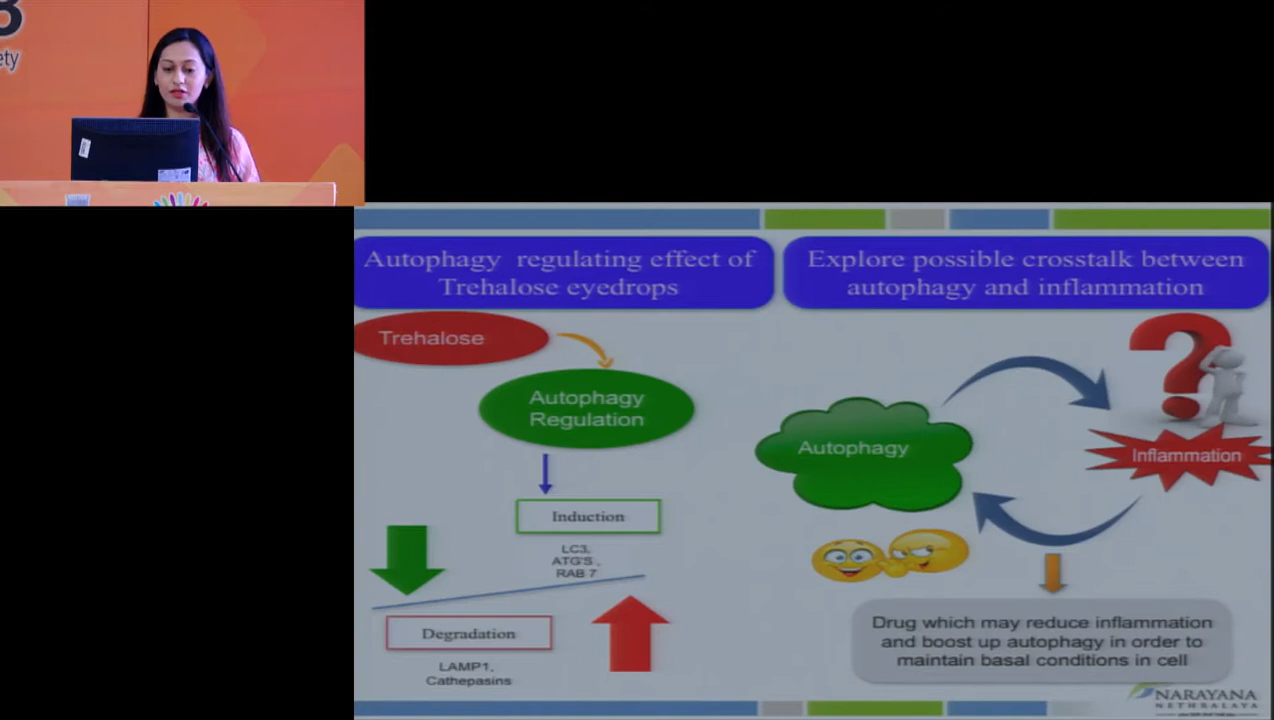 ety
Autophagy regulating effect of
Trehalose eyedrops
Explore possible crosstalk between
autophagy and inflammation
Trehalose
Autophagy
Regulation
Induction
LC3,
ATG'S ,
RAB 7
Degradation
LAMP1,
Cathepasins
Autophagy
Inflammation
Drug which may reduce inflammation
and boost up autophagy in order to
maintain basal conditions in cell
NARAYANA
NETHRALAYA